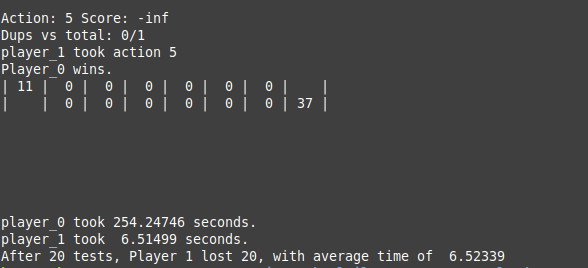 Action: 5 Score: -inf
Dups vs total: 0/1
player_1 took action 5
Player_0 wins.
| 11 |  0 |  0 |  0 |  0 |  0 |  0 |    |
|    |  0 |  0 |  0 |  0 |  0 |  0 | 37 |
player_0 took 254.24746 seconds.
player_1 took  6.51499 seconds.
After 20 tests, Player 1 lost 20, with average time of  6.52339